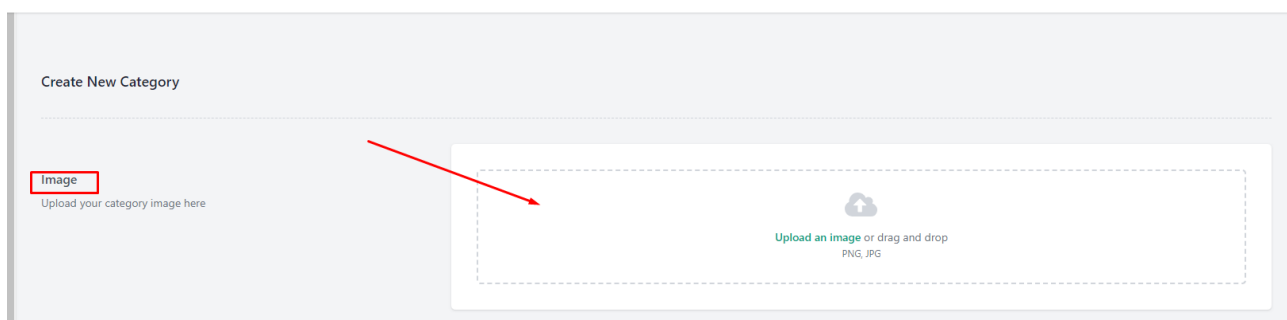 Create New Category
Image
Upload your category image here
Upload an image or drag and drop
PNG, JPG